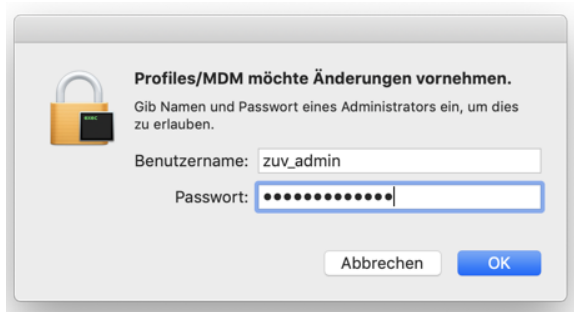 Profiles/MDM möchte Änderungen vornehmen.
Gib Namen und Passwort eines Administrators ein, um dies
zu erlauben.
Benutzername: zuv_admin
Passwort: ●●●●●●●●●●●●●
Abbrechen OK